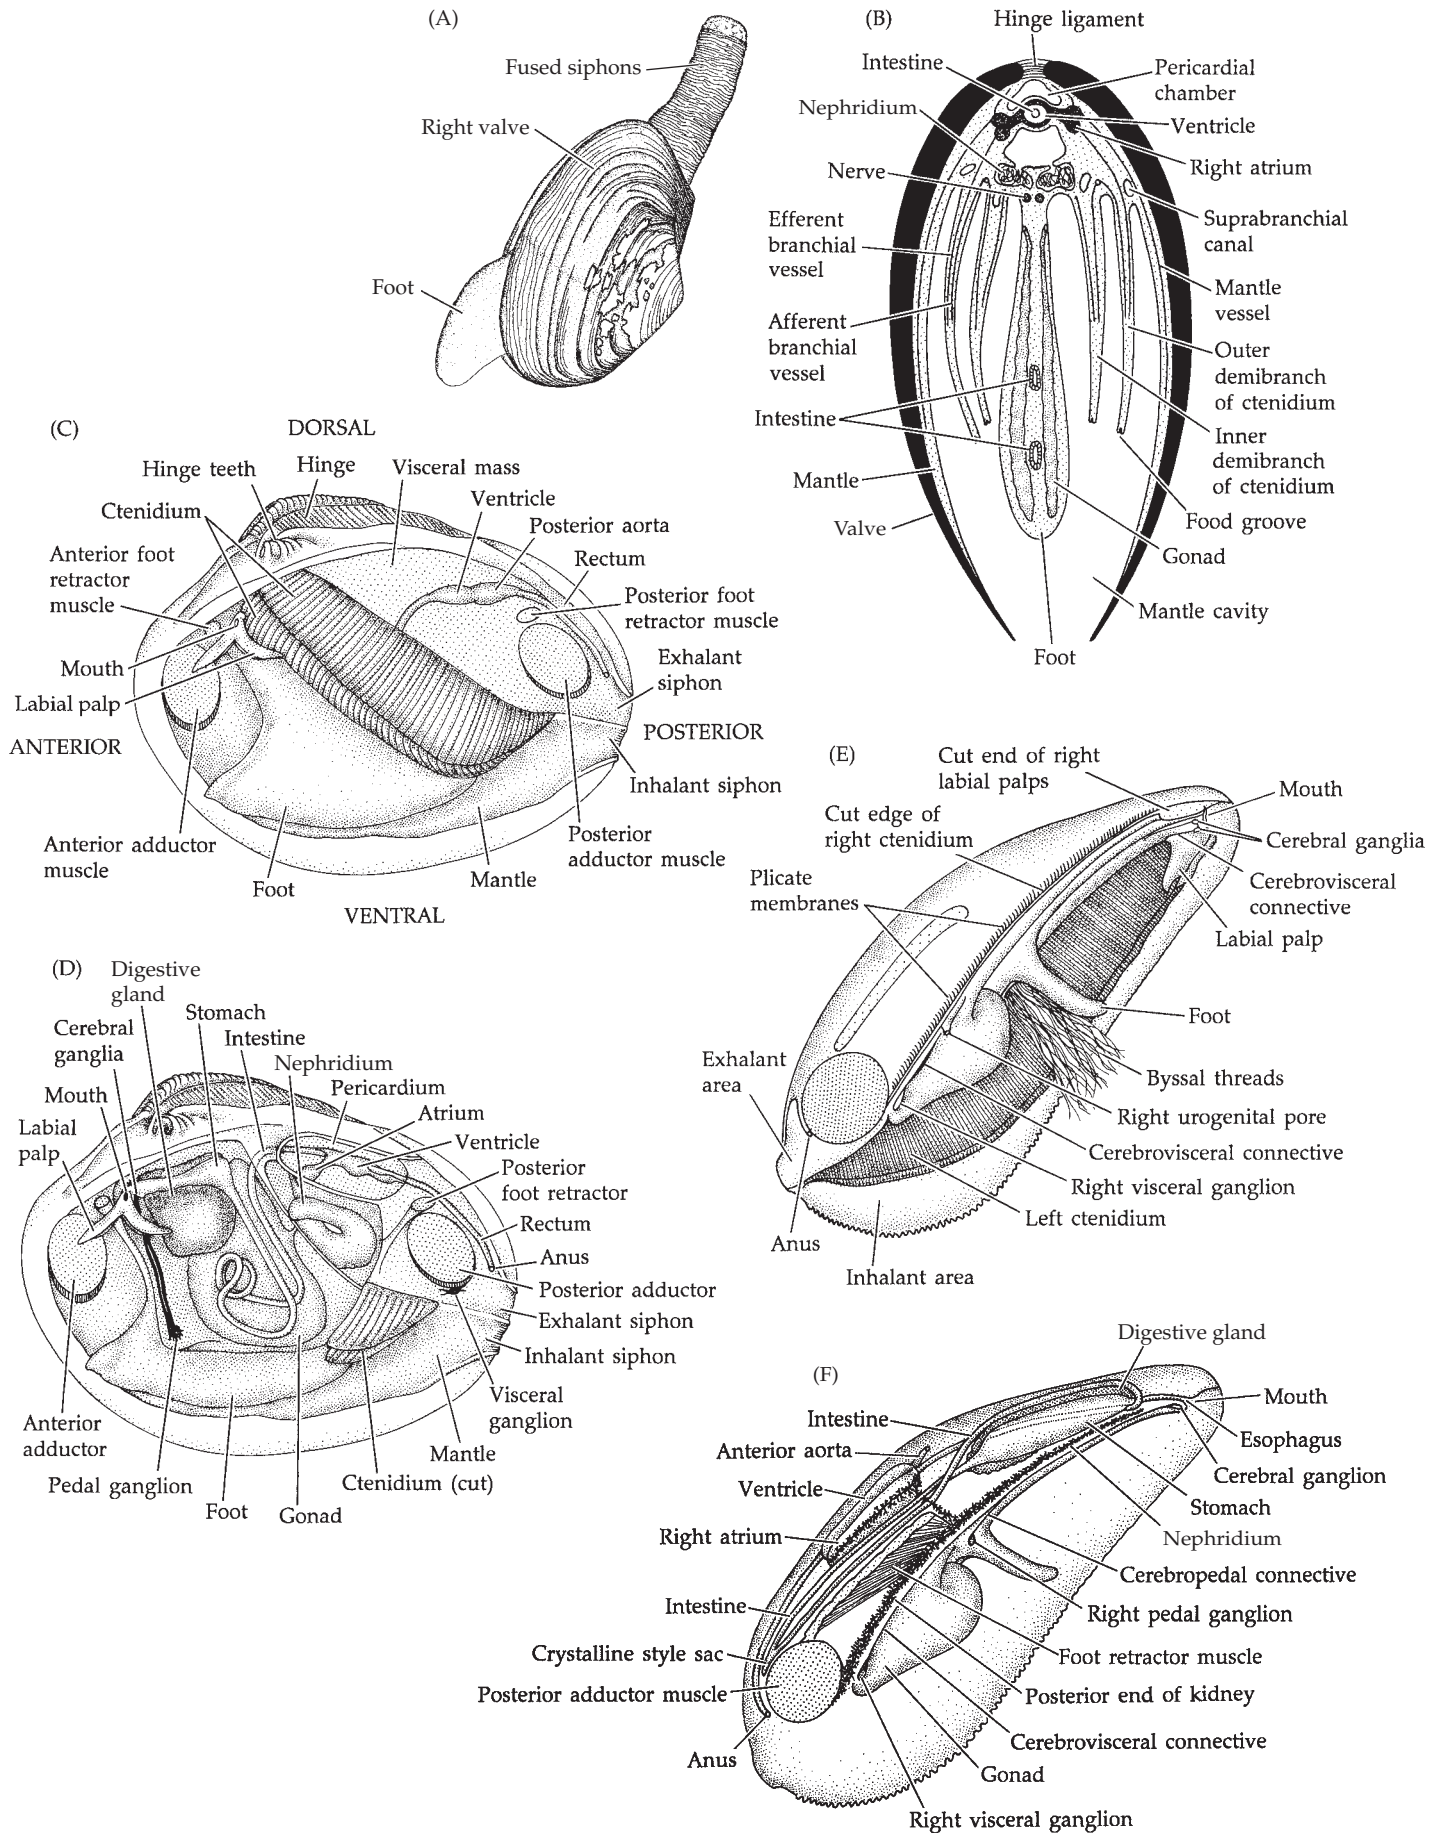 (A)
Fused siphons
Right valve
Foot
(B)
Hinge ligament
Intestine
Nephridium
Nerve
Efferent
branchial
vessel
Afferent
branchial
vessel
Intestine
Mantle
Valve
Pericardial
chamber
Ventricle
Right atrium
Suprabranchial
canal
Mantle
vessel
Outer
demibranch
of ctenidium
Inner
demibranch
of ctenidium
Food groove
Gonad
Mantle cavity
Foot
(C)
DORSAL
Hinge teeth
Hinge
Visceral mass
Ctenidium
Ventricle
Posterior aorta
Anterior foot
retractor
muscle
Rectum
Posterior foot
retractor muscle
Mouth
Exhalant
siphon
Labial palp
ANTERIOR
POSTERIOR
Inhalant siphon
Anterior adductor
muscle
Posterior
adductor muscle
Foot
Mantle
VENTRAL
(D)
Digestive
gland
Stomach
Cerebral
ganglia
Intestine
Nephridium
Mouth
Pericardium
Labial
palp
Atrium
Ventricle
Posterior
foot retractor
Rectum
Anus
Posterior adductor
Exhalant siphon
Inhalant siphon
Visceral
ganglion
Anterior
adductor
Mantle
Pedal ganglion
Ctenidium (cut)
Foot
Gonad
(E)
Cut end of right
labial palps
Mouth
Cut edge of
right ctenidium
Cerebral ganglia
Plicate
membranes
Cerebrovisceral
connective
Labial palp
Foot
Exhalant
area
Byssal threads
Right urogenital pore
Cerebrovisceral connective
Right visceral ganglion
Left ctenidium
Anus
Inhalant area
(F)
Digestive gland
Intestine
Mouth
Anterior aorta
Esophagus
Ventricle
Cerebral ganglion
Stomach
Right atrium
Nephridium
Cerebropedal connective
Intestine
Right pedal ganglion
Crystalline style sac
Foot retractor muscle
Posterior adductor muscle
Posterior end of kidney
Anus
Cerebrovisceral connective
Gonad
Right visceral ganglion